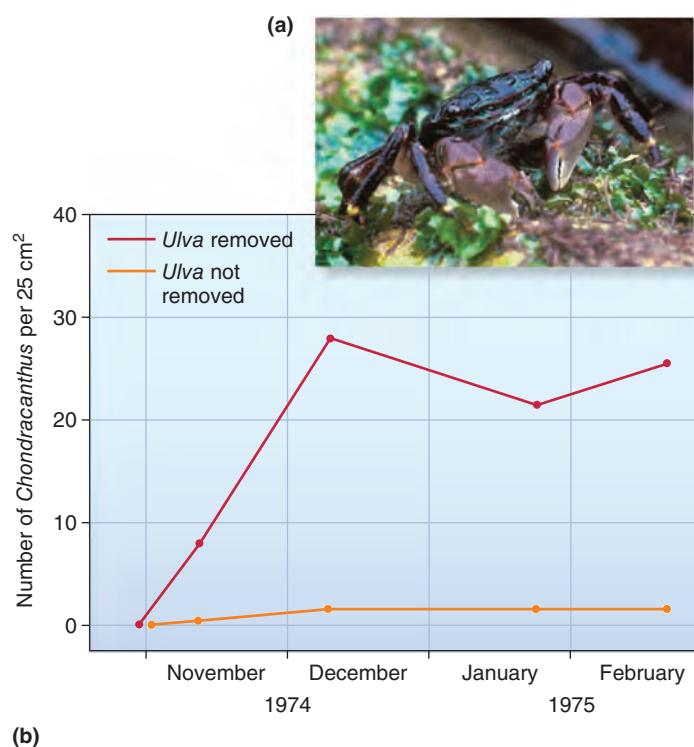 (a)
40
30
20
10
0
Number of Chondracanthus per 25 cm²
Ulva removed
Ulva not
removed
November December January February
1974 1975
(b)